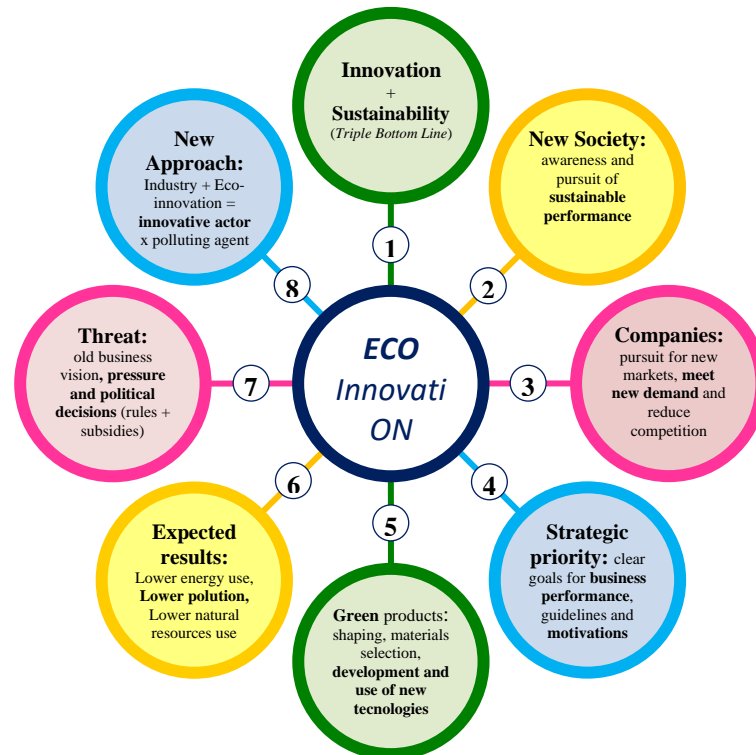 Innovation
+
Sustainability
(Triple Bottom Line)
1
New Society:
awareness and
pursuit of
sustainable
performance
2
Companies:
pursuit for new
markets, meet
new demand and
reduce
competition
3
Strategic
priority: clear
goals for business
performance,
guidelines and
motivations
4
Green products:
shaping, materials
selection,
development and
use of new
tecnologies
5
Expected
results:
Lower energy use,
Lower polution,
Lower natural
resources use
6
Threat:
old business
vision, pressure
and political
decisions (rules +
subsidies)
7
New
Approach:
Industry + Eco-
innovation =
innovative actor
x polluting agent
8
ECO
Innovati
ON